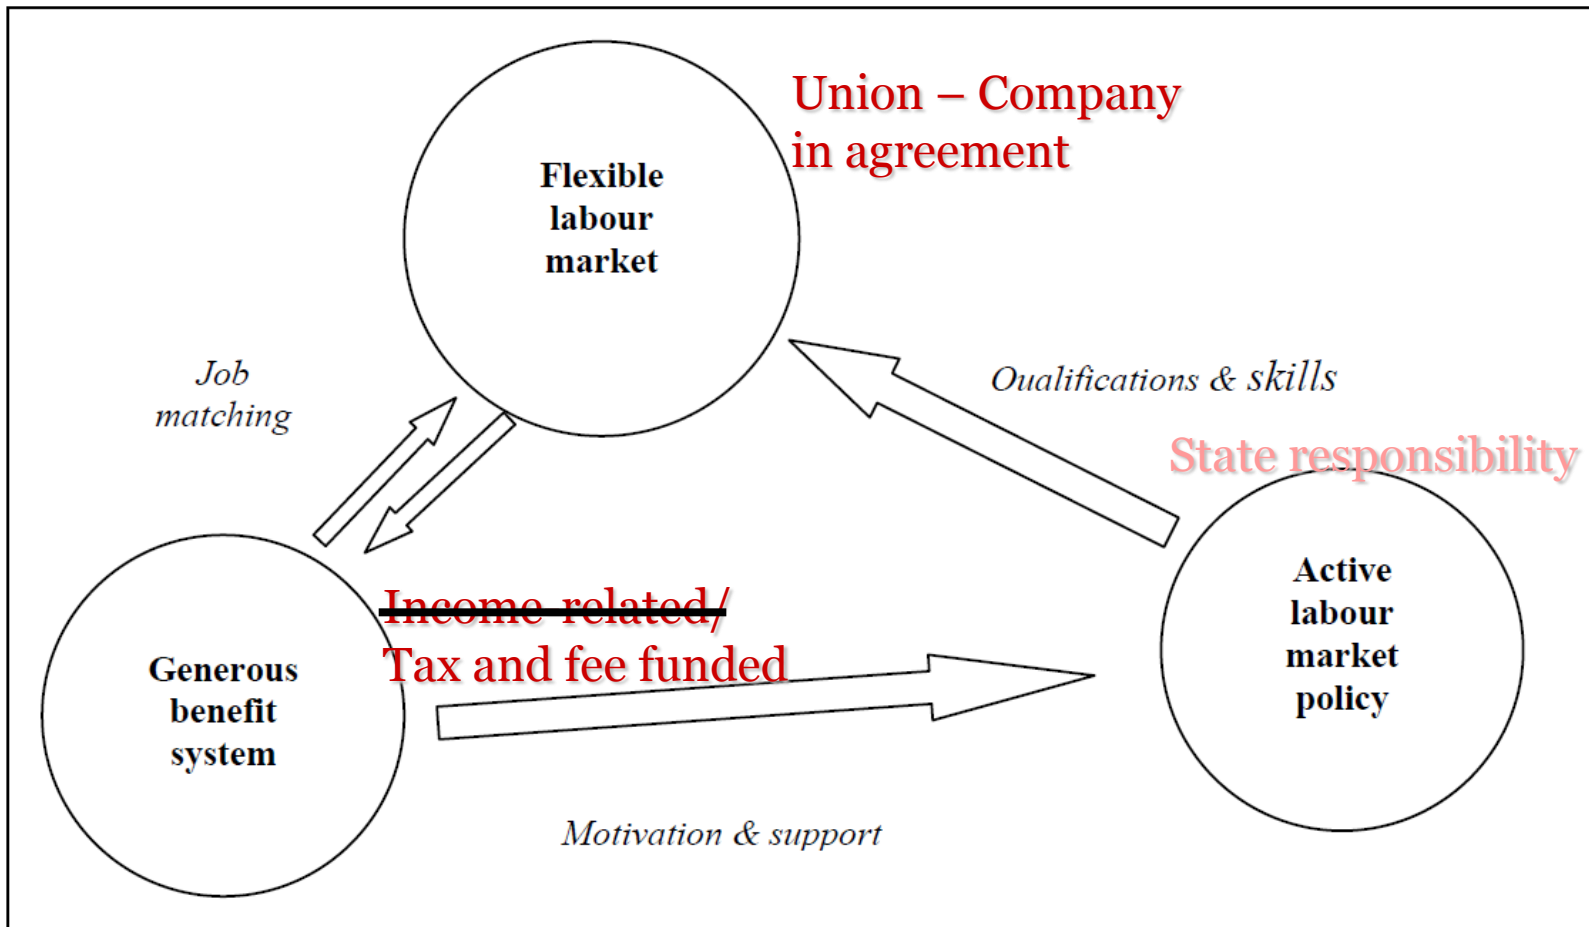 Union – Company
in agreement
Flexible
labour
market
Job
matching
Oualifications & skills
State responsibility
Income-related/
Tax and fee funded
Generous
benefit
system
Active
labour
market
policy
Motivation & support